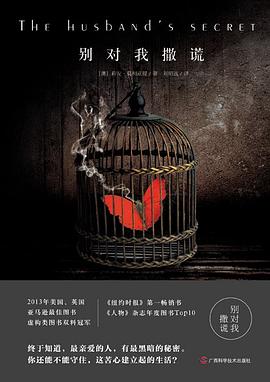 The Husband's Secret
别对我撒谎
[澳] 莉安·莫利亚提 / 著 刘昭远 / 译
2013年美国、英国
亚马逊最佳图书
虚构类图书双料冠军
《纽约时报》第一畅销书
《人物》杂志年度图书Top10
别对我
撒谎
终于知道，最亲爱的人，有最黑暗的秘密。
你还能不能守住，这苦心建立起的生活？
广西科学技术出版社